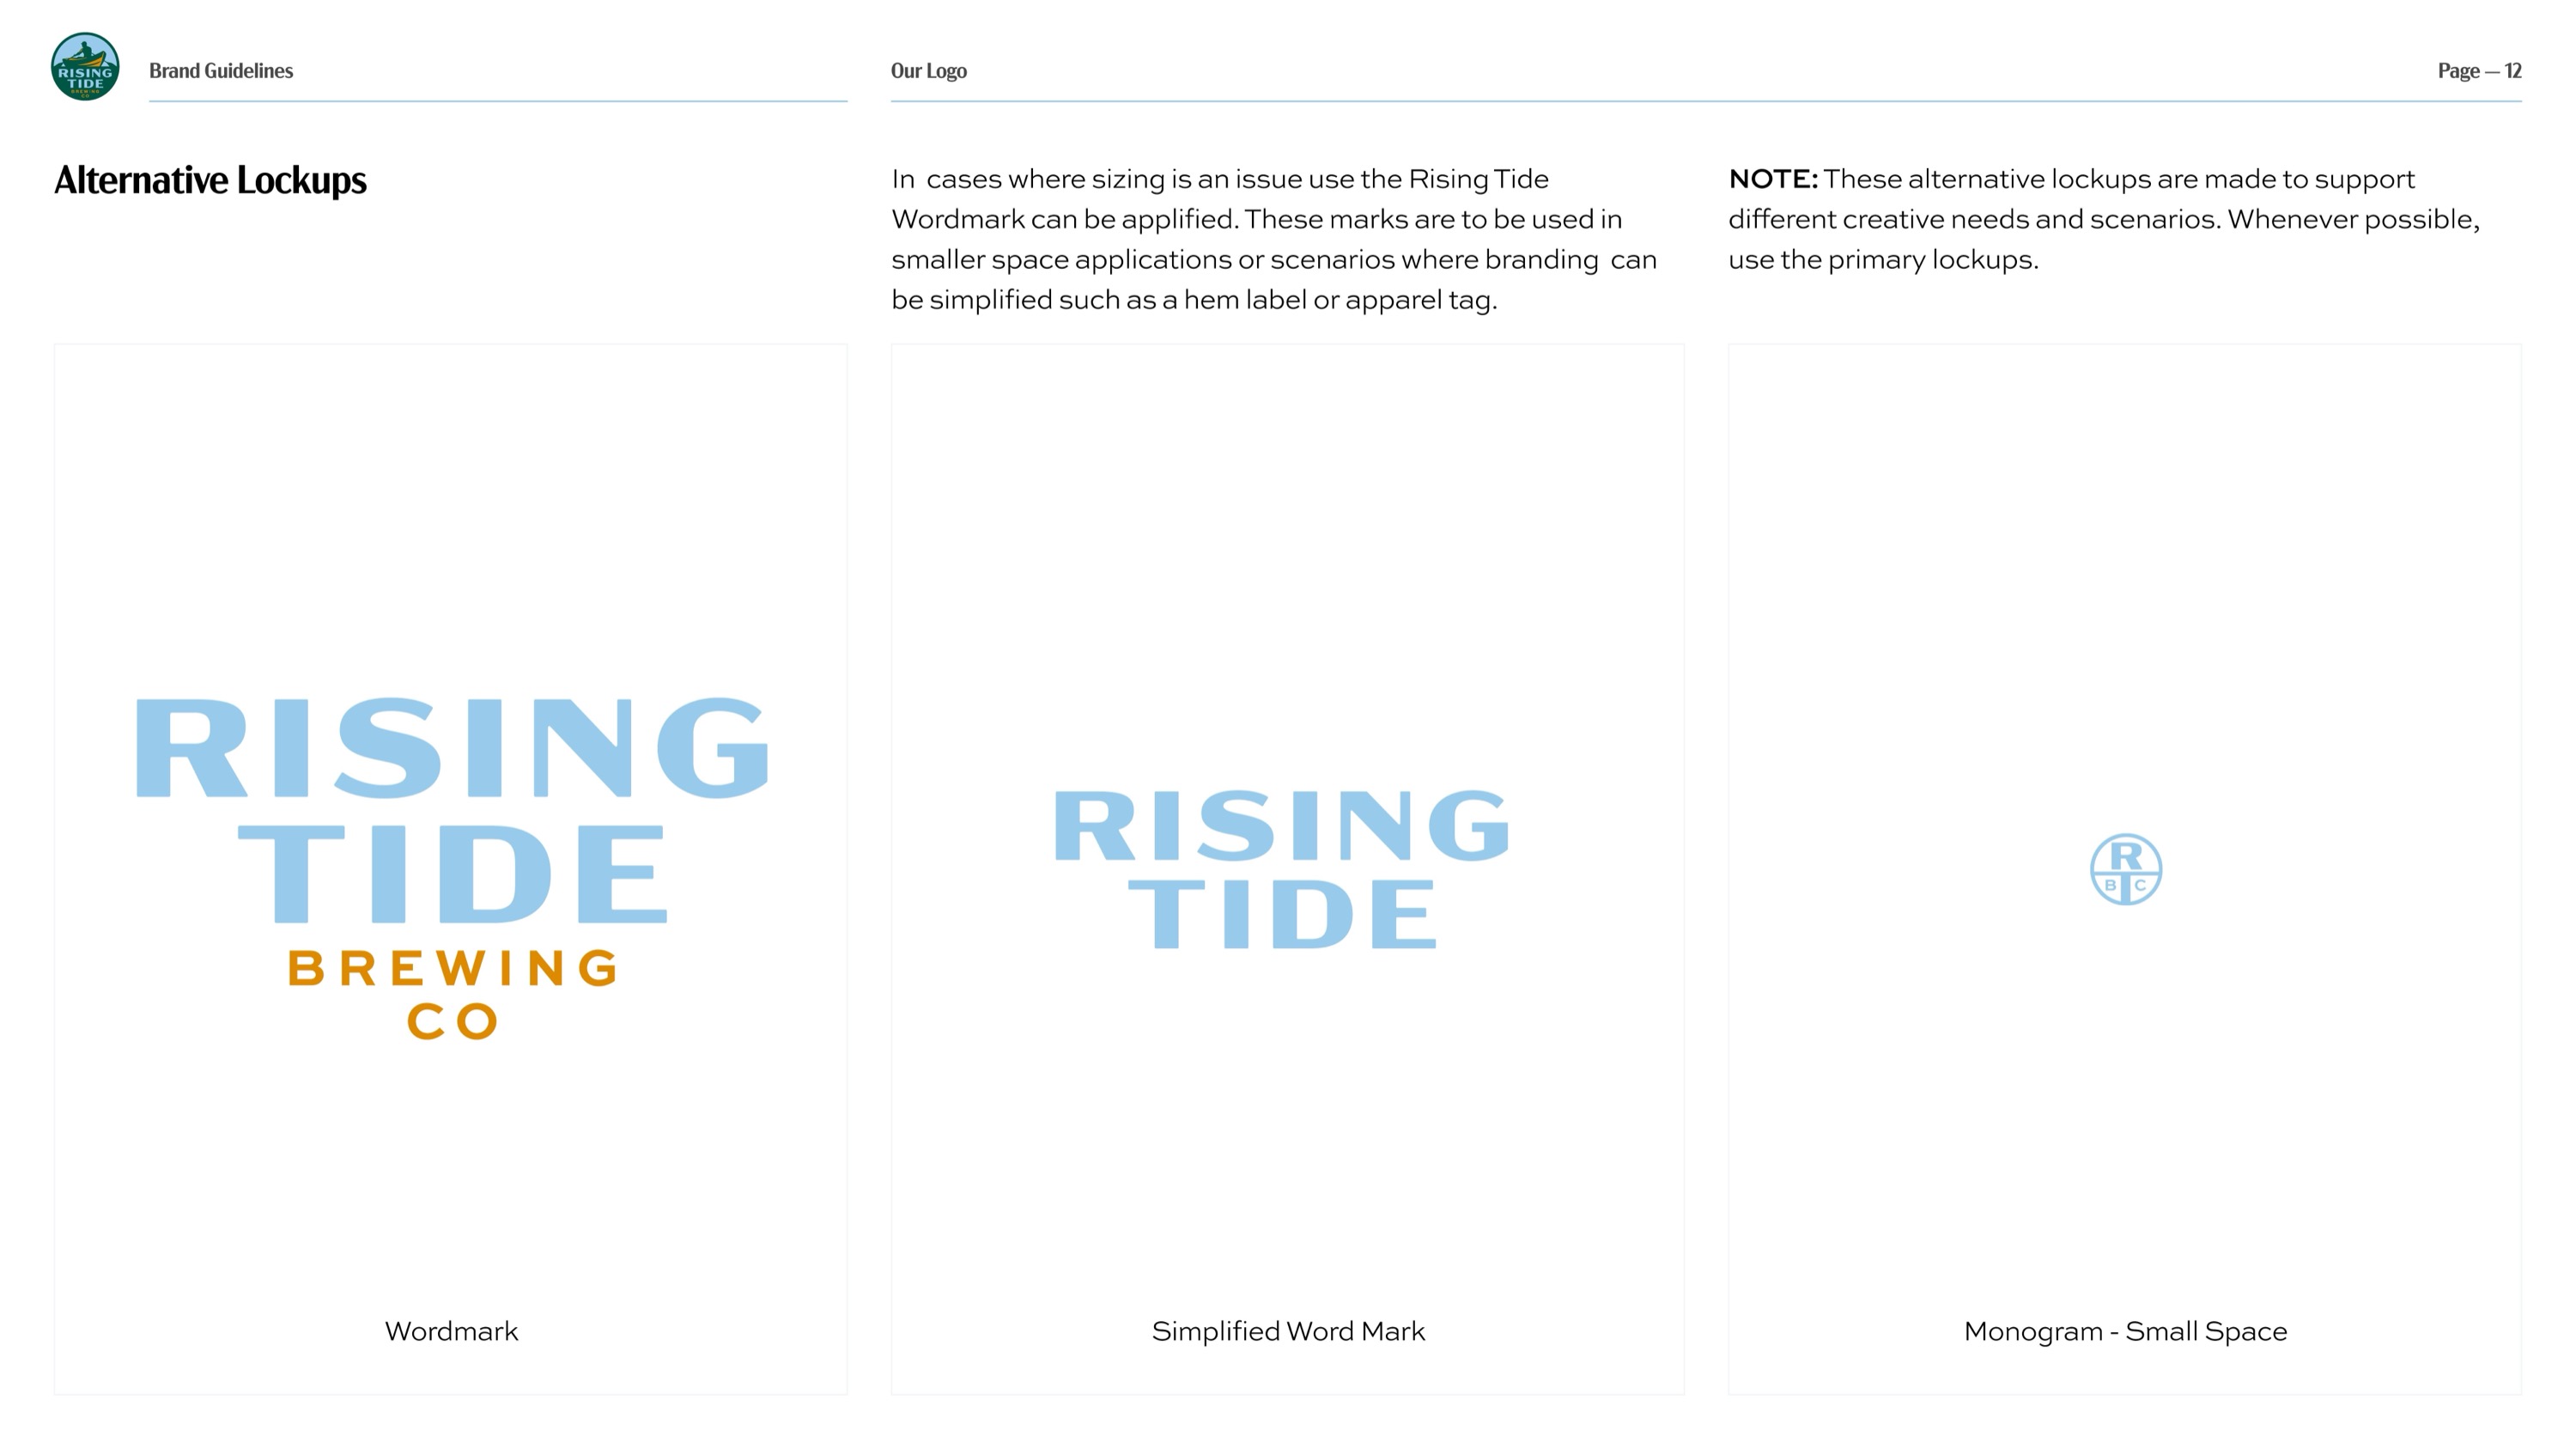 RISING
TIDE
BREWING
CO
Brand Guidelines
Our Logo
Page — 12
Alternative Lockups
In  cases where sizing is an issue use the Rising Tide
Wordmark can be applified. These marks are to be used in
smaller space applications or scenarios where branding  can
be simplified such as a hem label or apparel tag.
NOTE: These alternative lockups are made to support
different creative needs and scenarios. Whenever possible,
use the primary lockups.
RISING
TIDE
BREWING
CO
Wordmark
RISING
TIDE
Simplified Word Mark
R
B T C
Monogram - Small Space